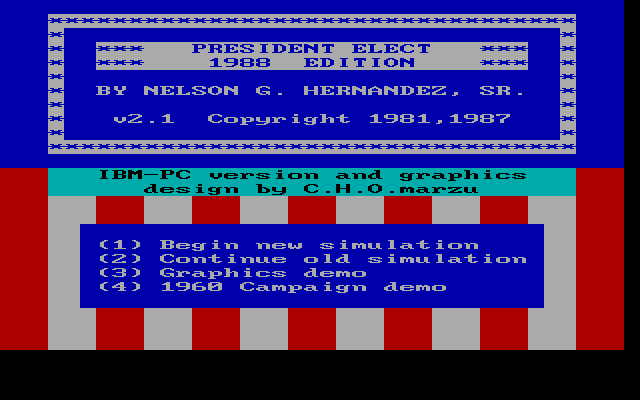 *** PRESIDENT ELECT ***
*** 1988 EDITION ***
BY NELSON G. HERNANDEZ, SR.
v2.1 Copyright 1981,1987
IBM-PC version and graphics
design by C.H.O.marzu
(1) Begin new simulation
(2) Continue old simulation
(3) Graphics demo
(4) 1960 Campaign demo